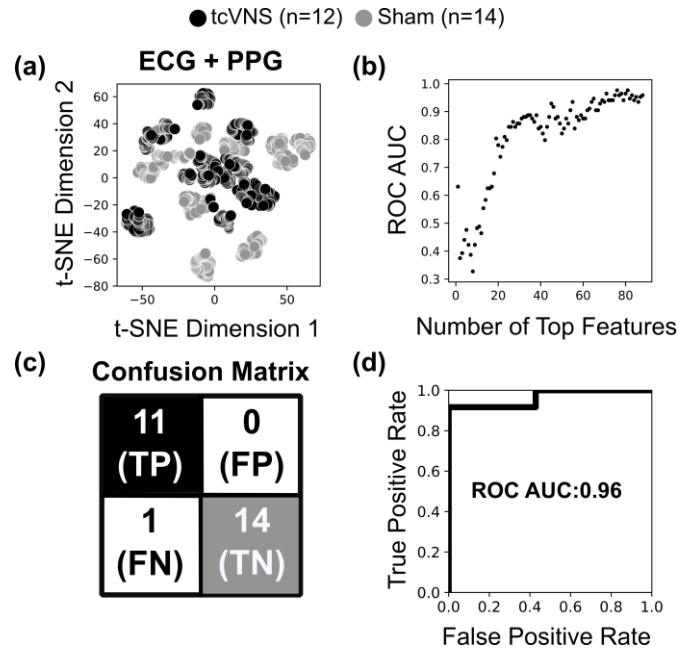 tcVNS (n=12) Sham (n=14)
(a) ECG + PPG
t-SNE Dimension 2
60
40
20
0
−20
−40
−60
−80
−50 0 50
t-SNE Dimension 1
(b)
ROC AUC
1.0
0.9
0.8
0.7
0.6
0.5
0.4
0.3
0 20 40 60 80
Number of Top Features
(c) Confusion Matrix
11 0
(TP) (FP)
1 14
(FN) (TN)
(d)
True Positive Rate
1.0
0.8
0.6
0.4
0.2
0.0
ROC AUC:0.96
0.0 0.2 0.4 0.6 0.8 1.0
False Positive Rate